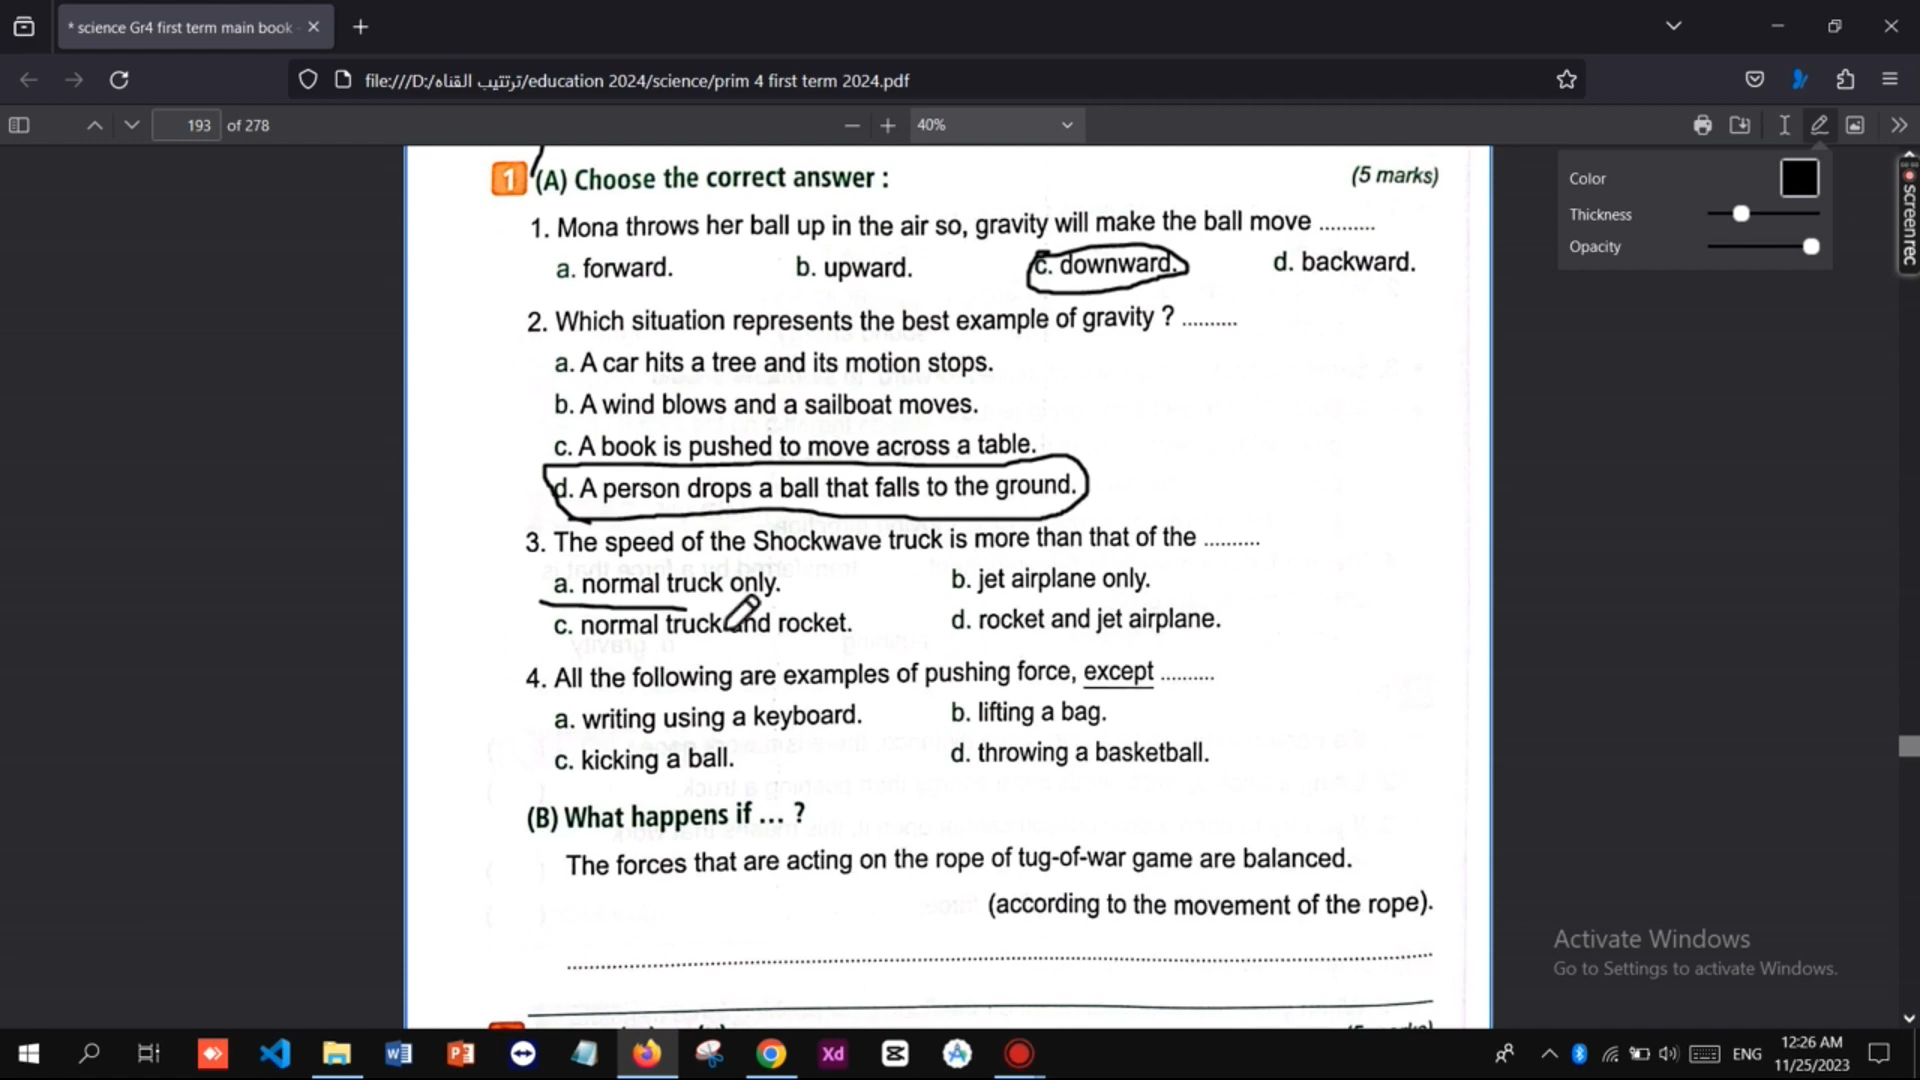 * science Gr4 first term main book
file:///D:/ترتتيب القناه/education 2024/science/prim 4 first term 2024.pdf
193 of 278
40%
Color
Thickness
Opacity
screenrec
1 (A) Choose the correct answer : (5 marks)
1. Mona throws her ball up in the air so, gravity will make the ball move ..........
a. forward. b. upward. c. downward. d. backward.
2. Which situation represents the best example of gravity ? ..........
a. A car hits a tree and its motion stops.
b. A wind blows and a sailboat moves.
c. A book is pushed to move across a table.
d. A person drops a ball that falls to the ground.
3. The speed of the Shockwave truck is more than that of the ..........
a. normal truck only. b. jet airplane only.
c. normal truck and rocket. d. rocket and jet airplane.
4. All the following are examples of pushing force, except ..........
a. writing using a keyboard. b. lifting a bag.
c. kicking a ball. d. throwing a basketball.
(B) What happens if ... ?
The forces that are acting on the rope of tug-of-war game are balanced.
(according to the movement of the rope).
Activate Windows
Go to Settings to activate Windows.
Xd
ENG
12:26 AM
11/25/2023